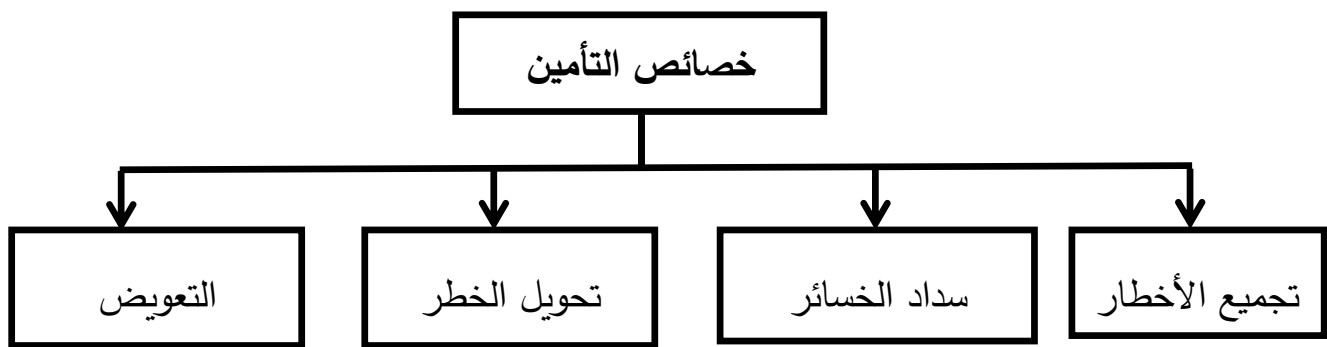 خصائص التأمين
تجميع الأخطار
سداد الخسائر
تحويل الخطر
التعويض